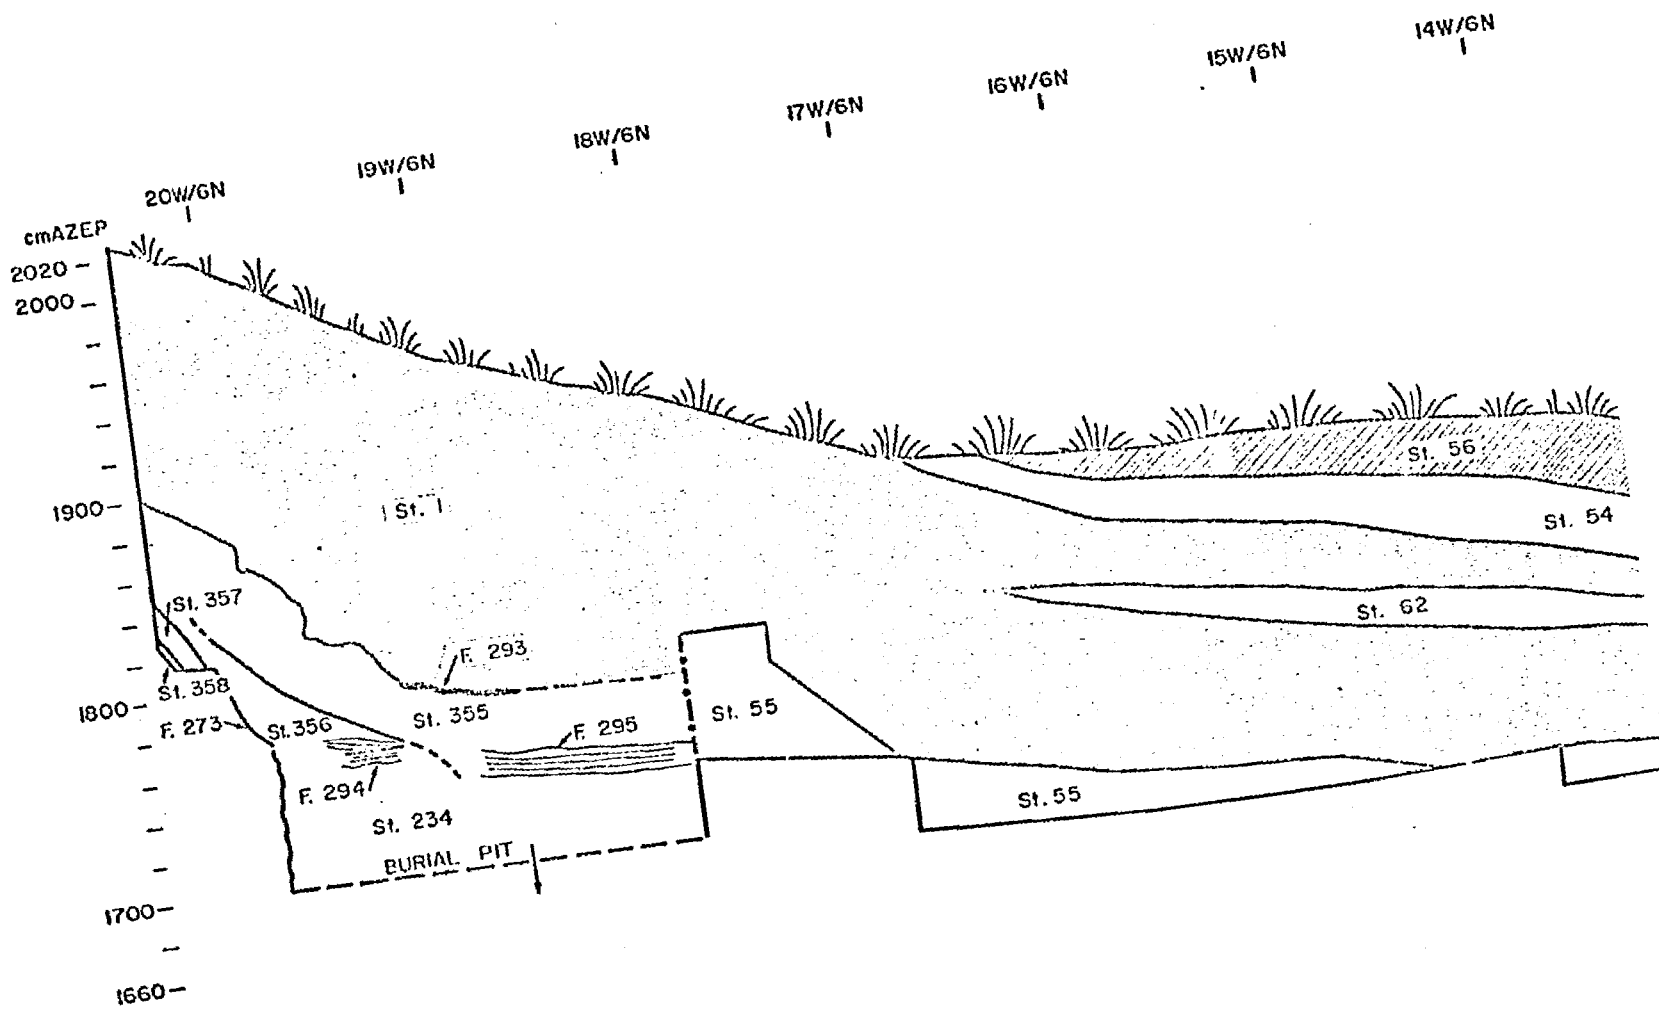 14W/6N
15W/6N
16W/6N
17W/6N
18W/6N
19W/6N
20W/6N
cmAZEP
2020
2000
1900
1800
1700
1660
St. 56
St. 54
St. 1
St. 62
St. 357
St. 358
F. 293
St. 355
St. 55
F. 273
St. 356
F. 295
F. 294
St. 234
St. 55
BURIAL PIT